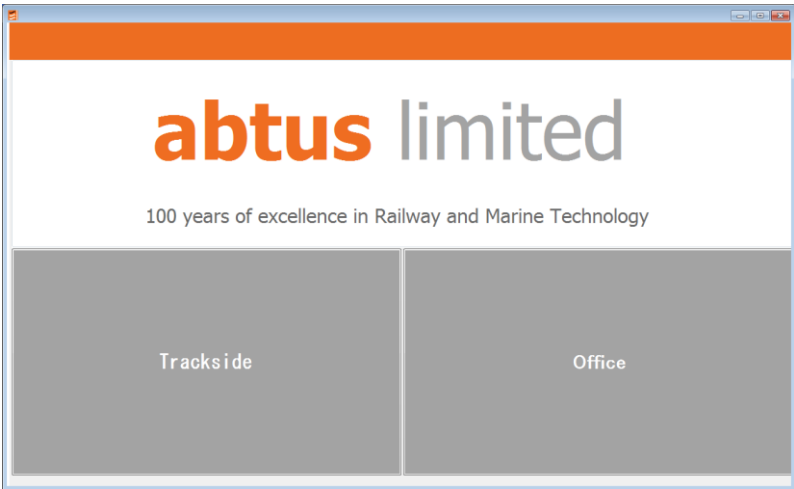 abtus limited
100 years of excellence in Railway and Marine Technology
Trackside
Office